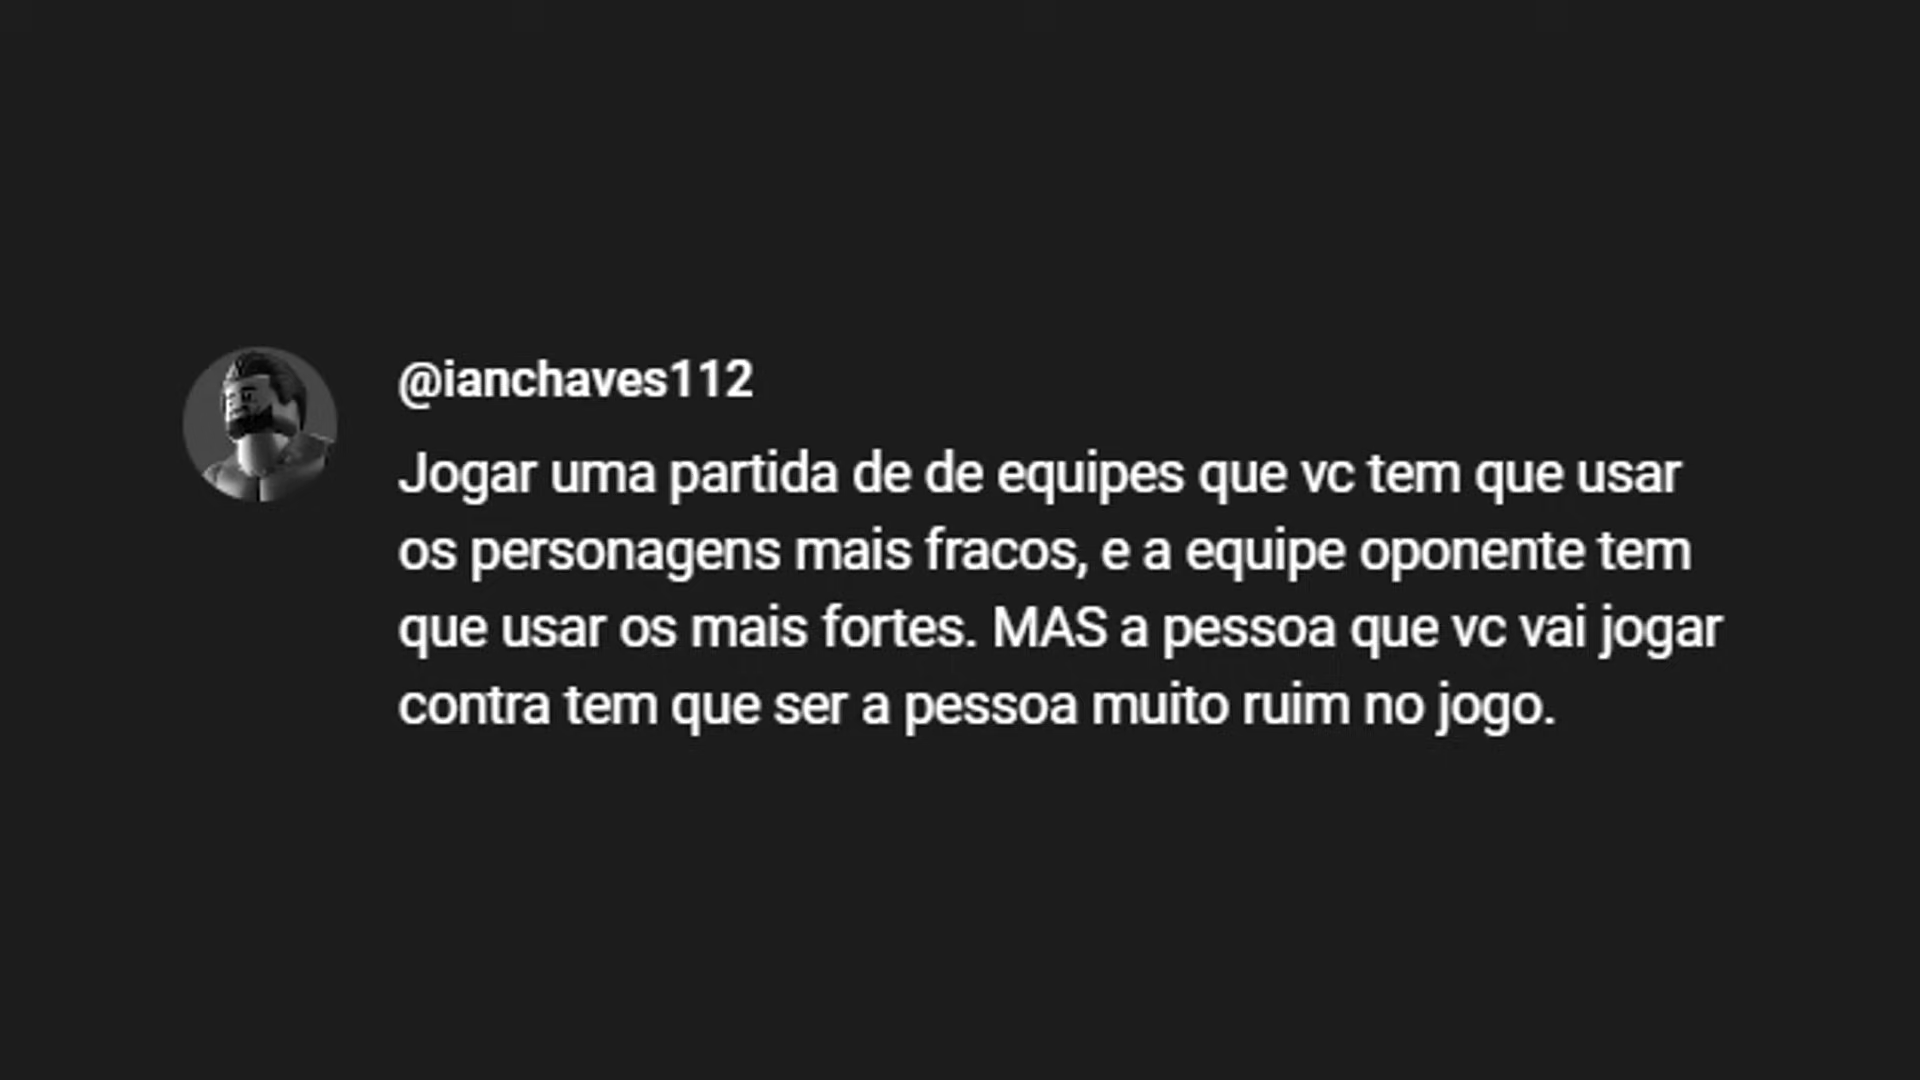 @ianchaves112
Jogar uma partida de de equipes que vc tem que usar
os personagens mais fracos, e a equipe oponente tem
que usar os mais fortes. MAS a pessoa que vc vai jogar
contra tem que ser a pessoa muito ruim no jogo.